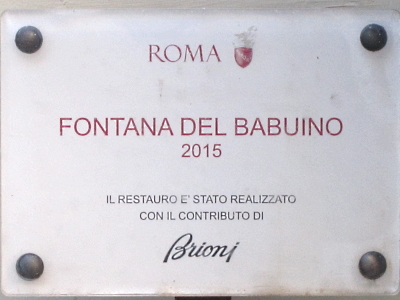 ROMA
FONTANA DEL BABUINO
2015
IL RESTAURO E' STATO REALIZZATO
CON IL CONTRIBUTO DI
Brioni